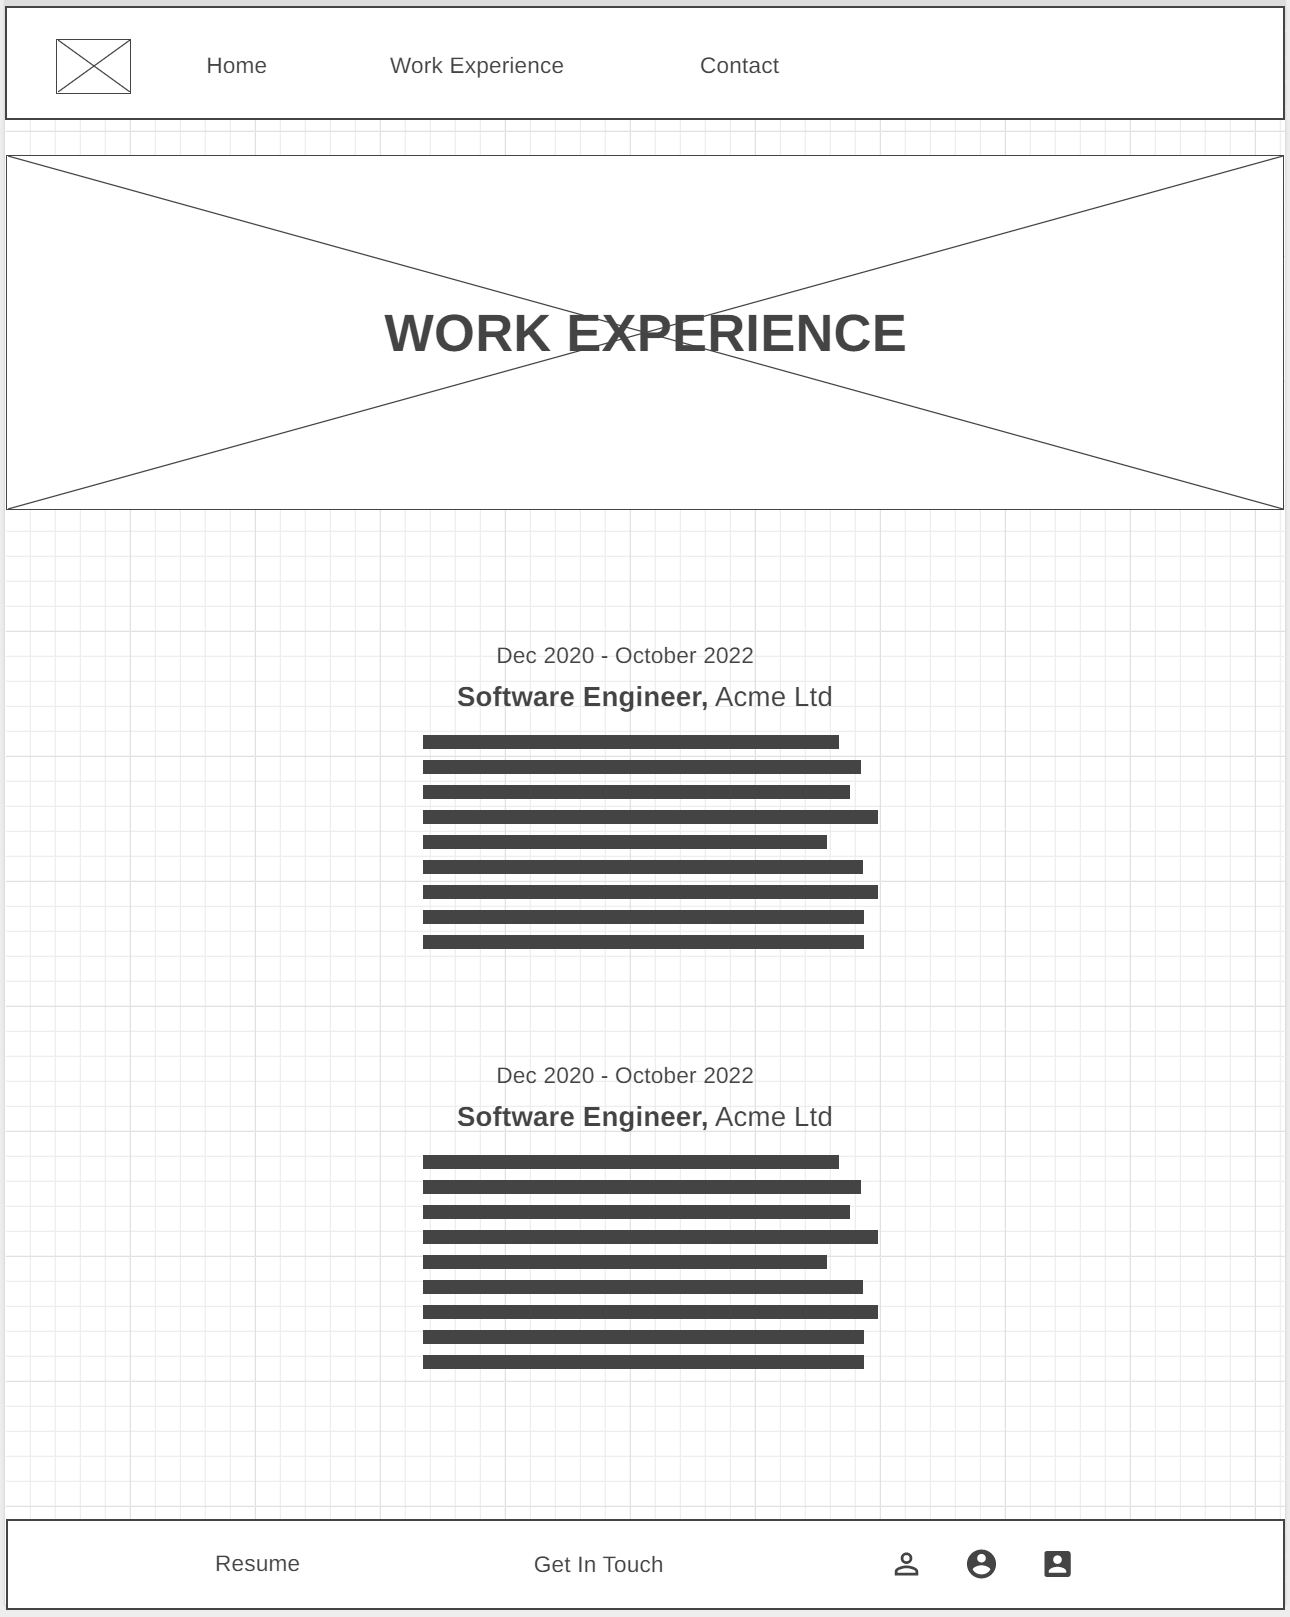 Home Work Experience Contact
WORK EXPERIENCE
Dec 2020 - October 2022
Software Engineer, Acme Ltd
Dec 2020 - October 2022
Software Engineer, Acme Ltd
Resume Get In Touch